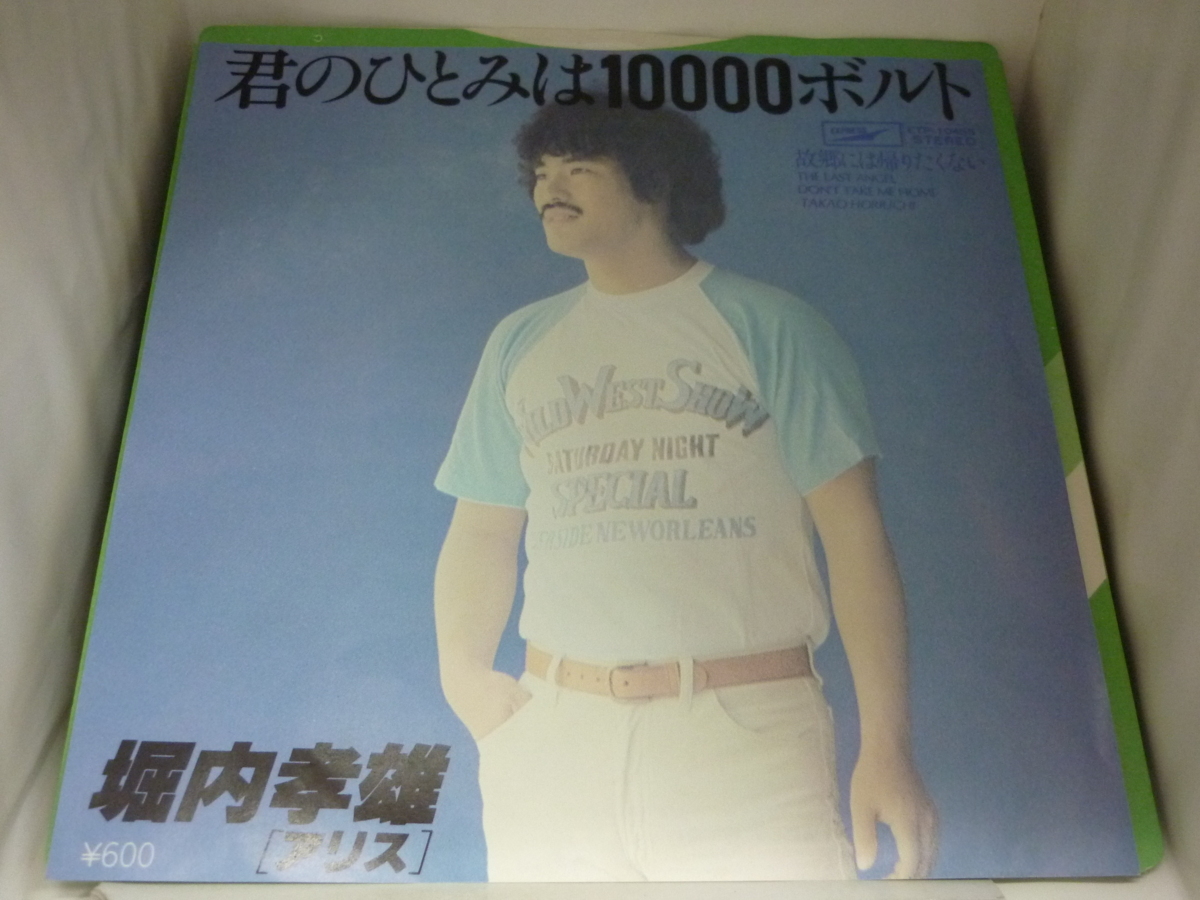 君のひとみは10000ボルト
STEREO
故郷には帰りたくない
THE LAST ANGEL
DON'T TAKE ME HOME
TAKAO HORIUCHI
WILD WEST SHOW
SATURDAY NIGHT
SPECIAL
NEW ORLEANS
堀内孝雄
[アリス]
¥600